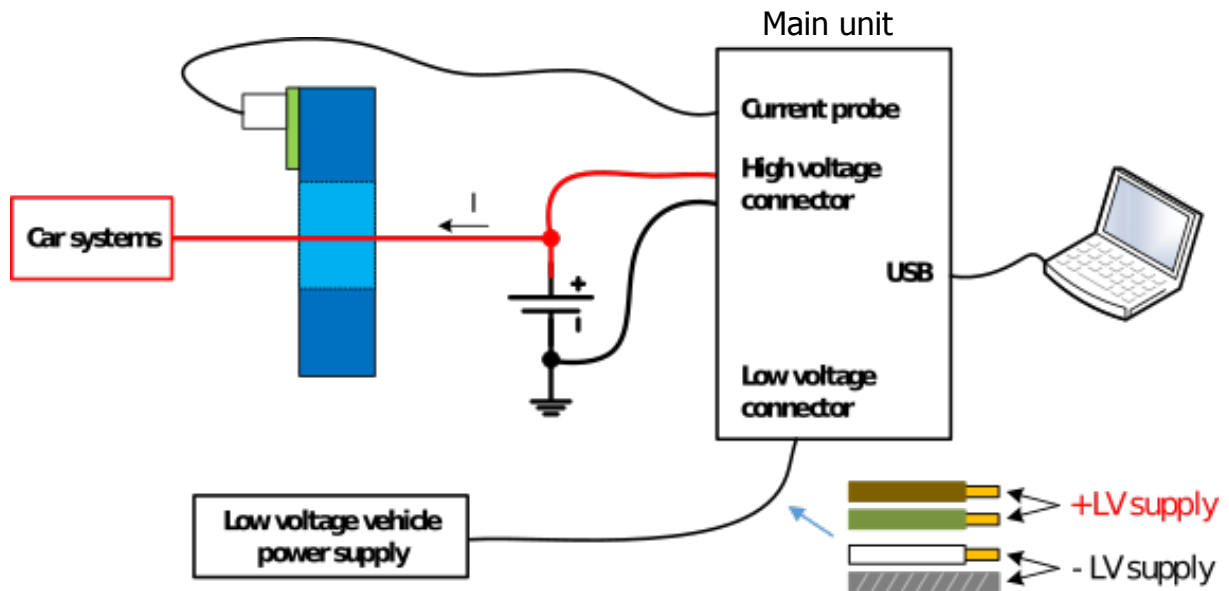 Main unit
Current probe
High voltage
connector
I
Car systems
USB
+
-
Low voltage
connector
Low voltage vehicle
power supply
+LV supply
- LV supply